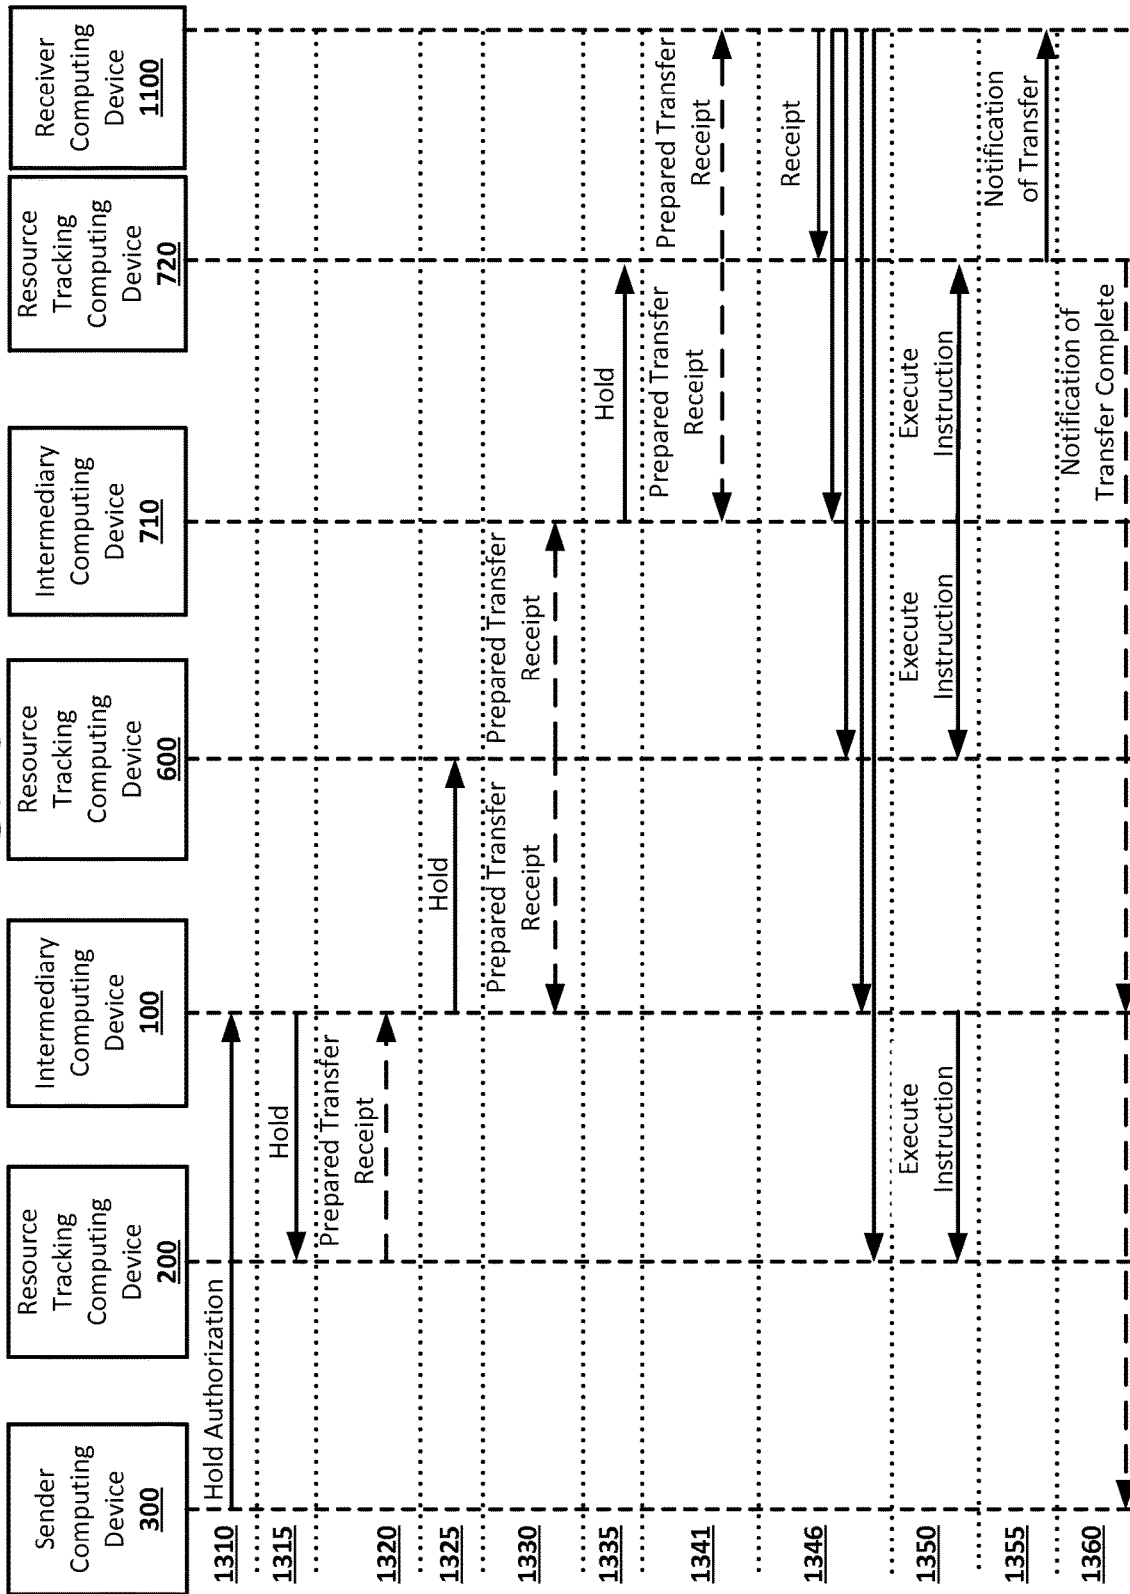 Sender
Computing
Device
300
Resource
Tracking
Computing
Device
200
Intermediary
Computing
Device
100
Resource
Tracking
Computing
Device
600
Intermediary
Computing
Device
710
Resource
Tracking
Computing
Device
720
Receiver
Computing
Device
1100
1310
Hold Authorization
1315
Hold
1320
Prepared Transfer
Receipt
1325
Hold
1330
Prepared Transfer
Receipt
Prepared Transfer
Receipt
1335
Hold
1341
Prepared Transfer
Receipt
Prepared Transfer
Receipt
1346
Receipt
1350
Execute
Instruction
Execute
Instruction
Execute
Instruction
1355
Notification
of Transfer
1360
Notification of
Transfer Complete